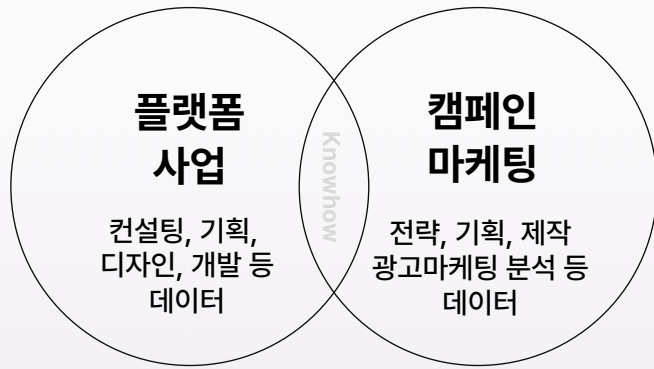 플랫폼
사업
컨설팅, 기획,
디자인, 개발 등
데이터
Knowhow
캠페인
마케팅
전략, 기획, 제작
광고마케팅 분석 등
데이터